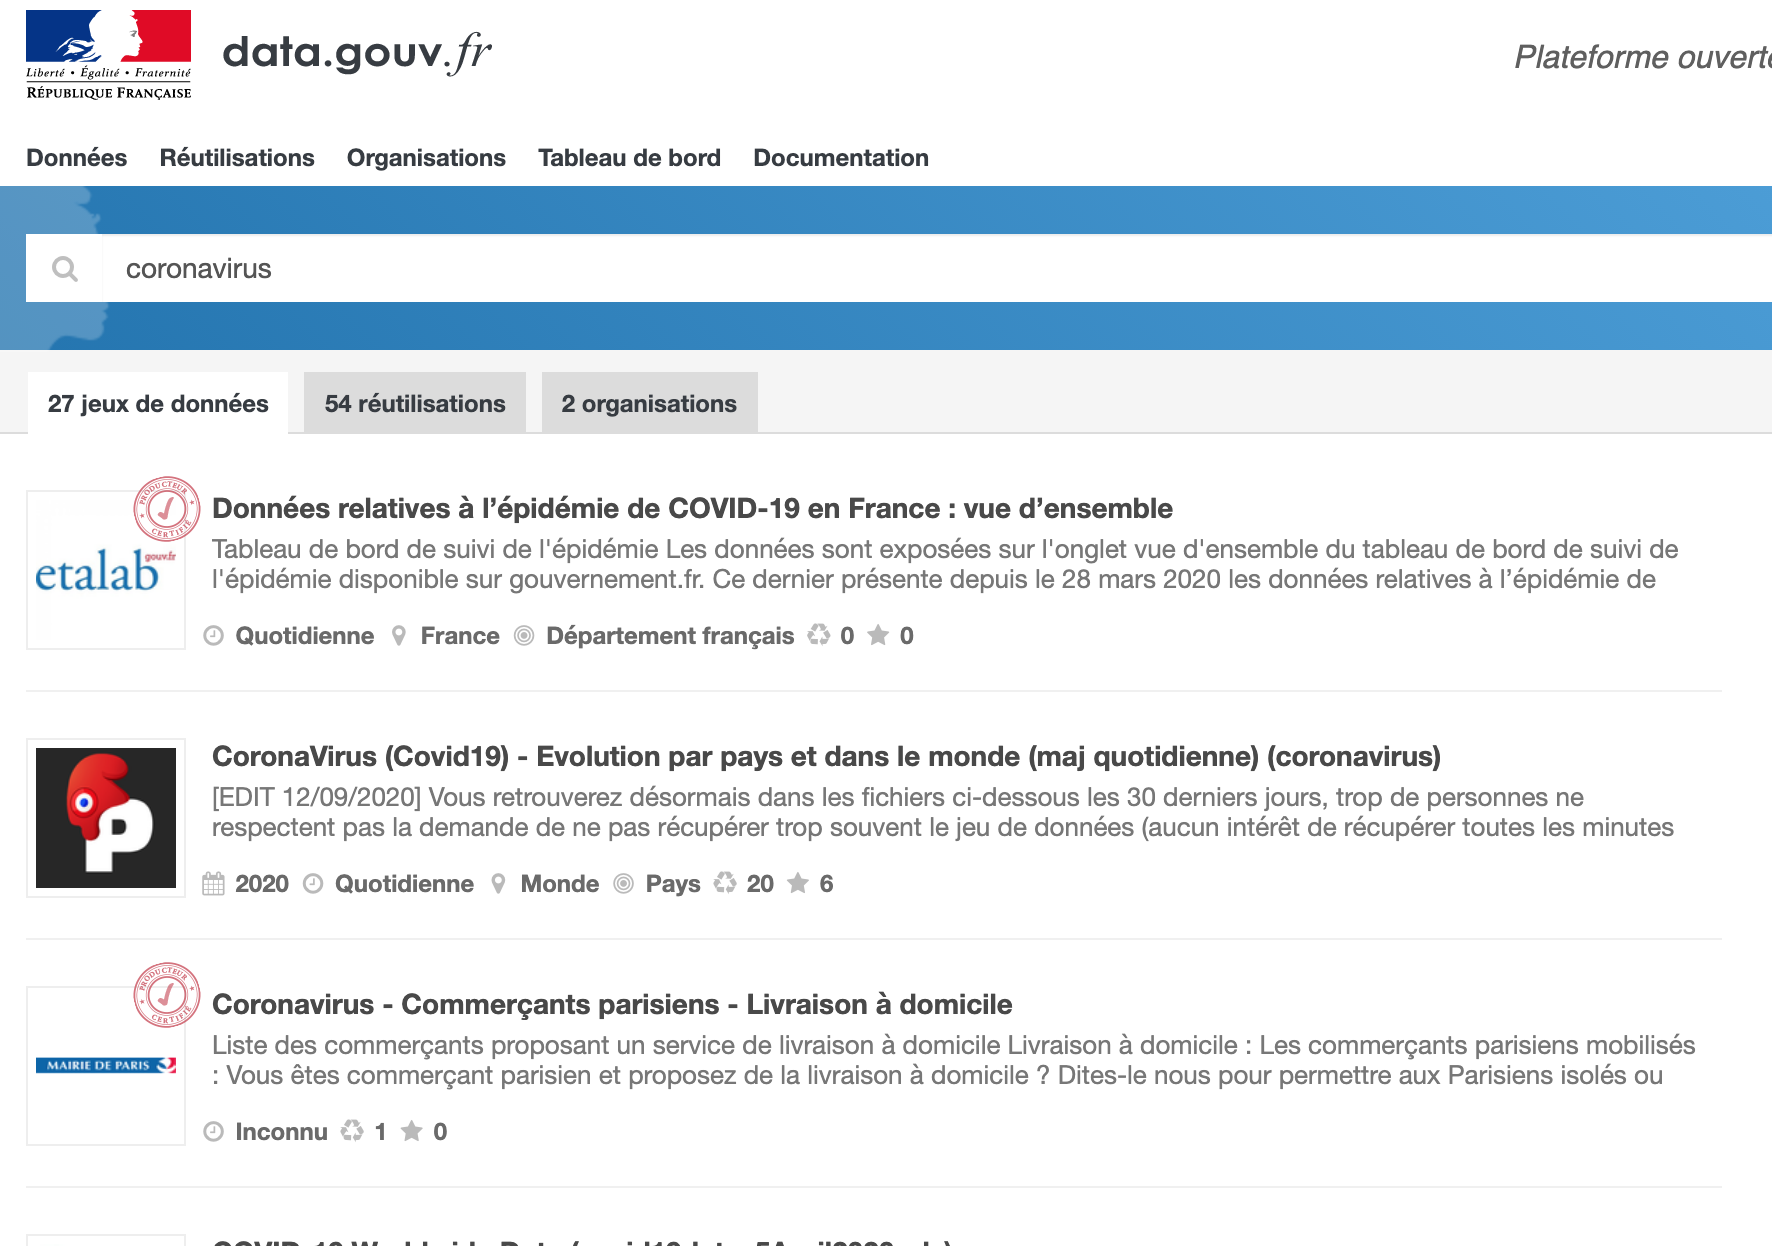 Liberté • Égalité • Fraternité
RÉPUBLIQUE FRANÇAISE
data.gouv.fr
Plateforme ouverte
Données Réutilisations Organisations Tableau de bord Documentation
coronavirus
27 jeux de données 54 réutilisations 2 organisations
PRODUCTEUR CERTIFIÉ
etalab gouv.fr
Données relatives à l’épidémie de COVID-19 en France : vue d’ensemble
Tableau de bord de suivi de l'épidémie Les données sont exposées sur l'onglet vue d'ensemble du tableau de bord de suivi de
l'épidémie disponible sur gouvernement.fr. Ce dernier présente depuis le 28 mars 2020 les données relatives à l’épidémie de
Quotidienne France Département français 0 0
P
CoronaVirus (Covid19) - Evolution par pays et dans le monde (maj quotidienne) (coronavirus)
[EDIT 12/09/2020] Vous retrouverez désormais dans les fichiers ci-dessous les 30 derniers jours, trop de personnes ne
respectent pas la demande de ne pas récupérer trop souvent le jeu de données (aucun intérêt de récupérer toutes les minutes
2020 Quotidienne Monde Pays 20 6
PRODUCTEUR CERTIFIÉ
MAIRIE DE PARIS
Coronavirus - Commerçants parisiens - Livraison à domicile
Liste des commerçants proposant un service de livraison à domicile Livraison à domicile : Les commerçants parisiens mobilisés
: Vous êtes commerçant parisien et proposez de la livraison à domicile ? Dites-le nous pour permettre aux Parisiens isolés ou
Inconnu 1 0